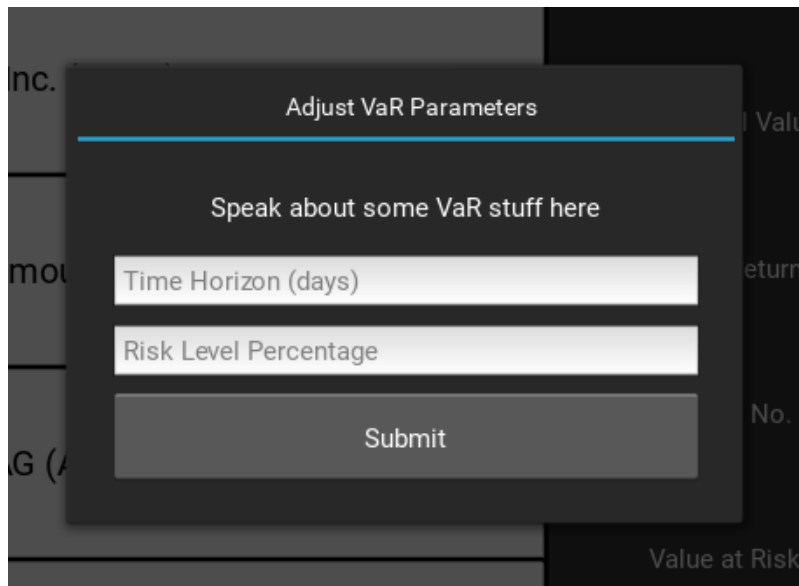 Inc.
Adjust VaR Parameters
Speak about some VaR stuff here
Time Horizon (days)
Risk Level Percentage
Submit
AG (
No.
Value at Risk